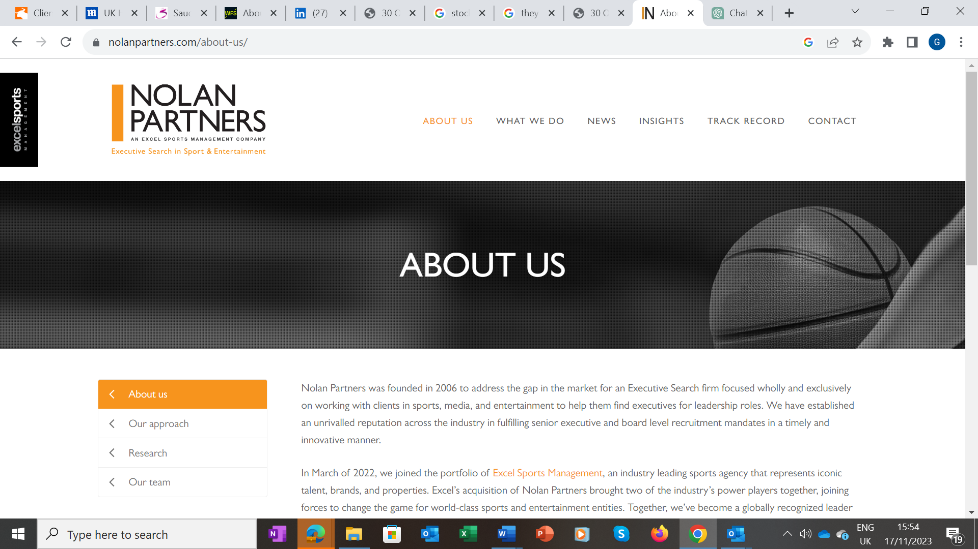 Clien
UK I
Saud
WFS
Abo
(27)
30 C
stoc
they
30 C
Abo
Chat
nolanpartners.com/about-us/
G
excelsports
MANAGEMENT
NOLAN
PARTNERS
AN EXCEL SPORTS MANAGEMENT COMPANY
Executive Search in Sport & Entertainment
ABOUT US
WHAT WE DO
NEWS
INSIGHTS
TRACK RECORD
CONTACT
ABOUT US
About us
Our approach
Research
Our team
Nolan Partners was founded in 2006 to address the gap in the market for an Executive Search firm focused wholly and exclusively
on working with clients in sports, media, and entertainment to help them find executives for leadership roles. We have established
an unrivalled reputation across the industry in fulfilling senior executive and board level recruitment mandates in a timely and
innovative manner.
In March of 2022, we joined the portfolio of Excel Sports Management, an industry leading sports agency that represents iconic
talent, brands, and properties. Excel's acquisition of Nolan Partners brought two of the industry's power players together, joining
forces to change the game for world-class sports and entertainment entities. Together, we've become a globally recognized leader
Type here to search
ENG
UK
15:54
17/11/2023
19